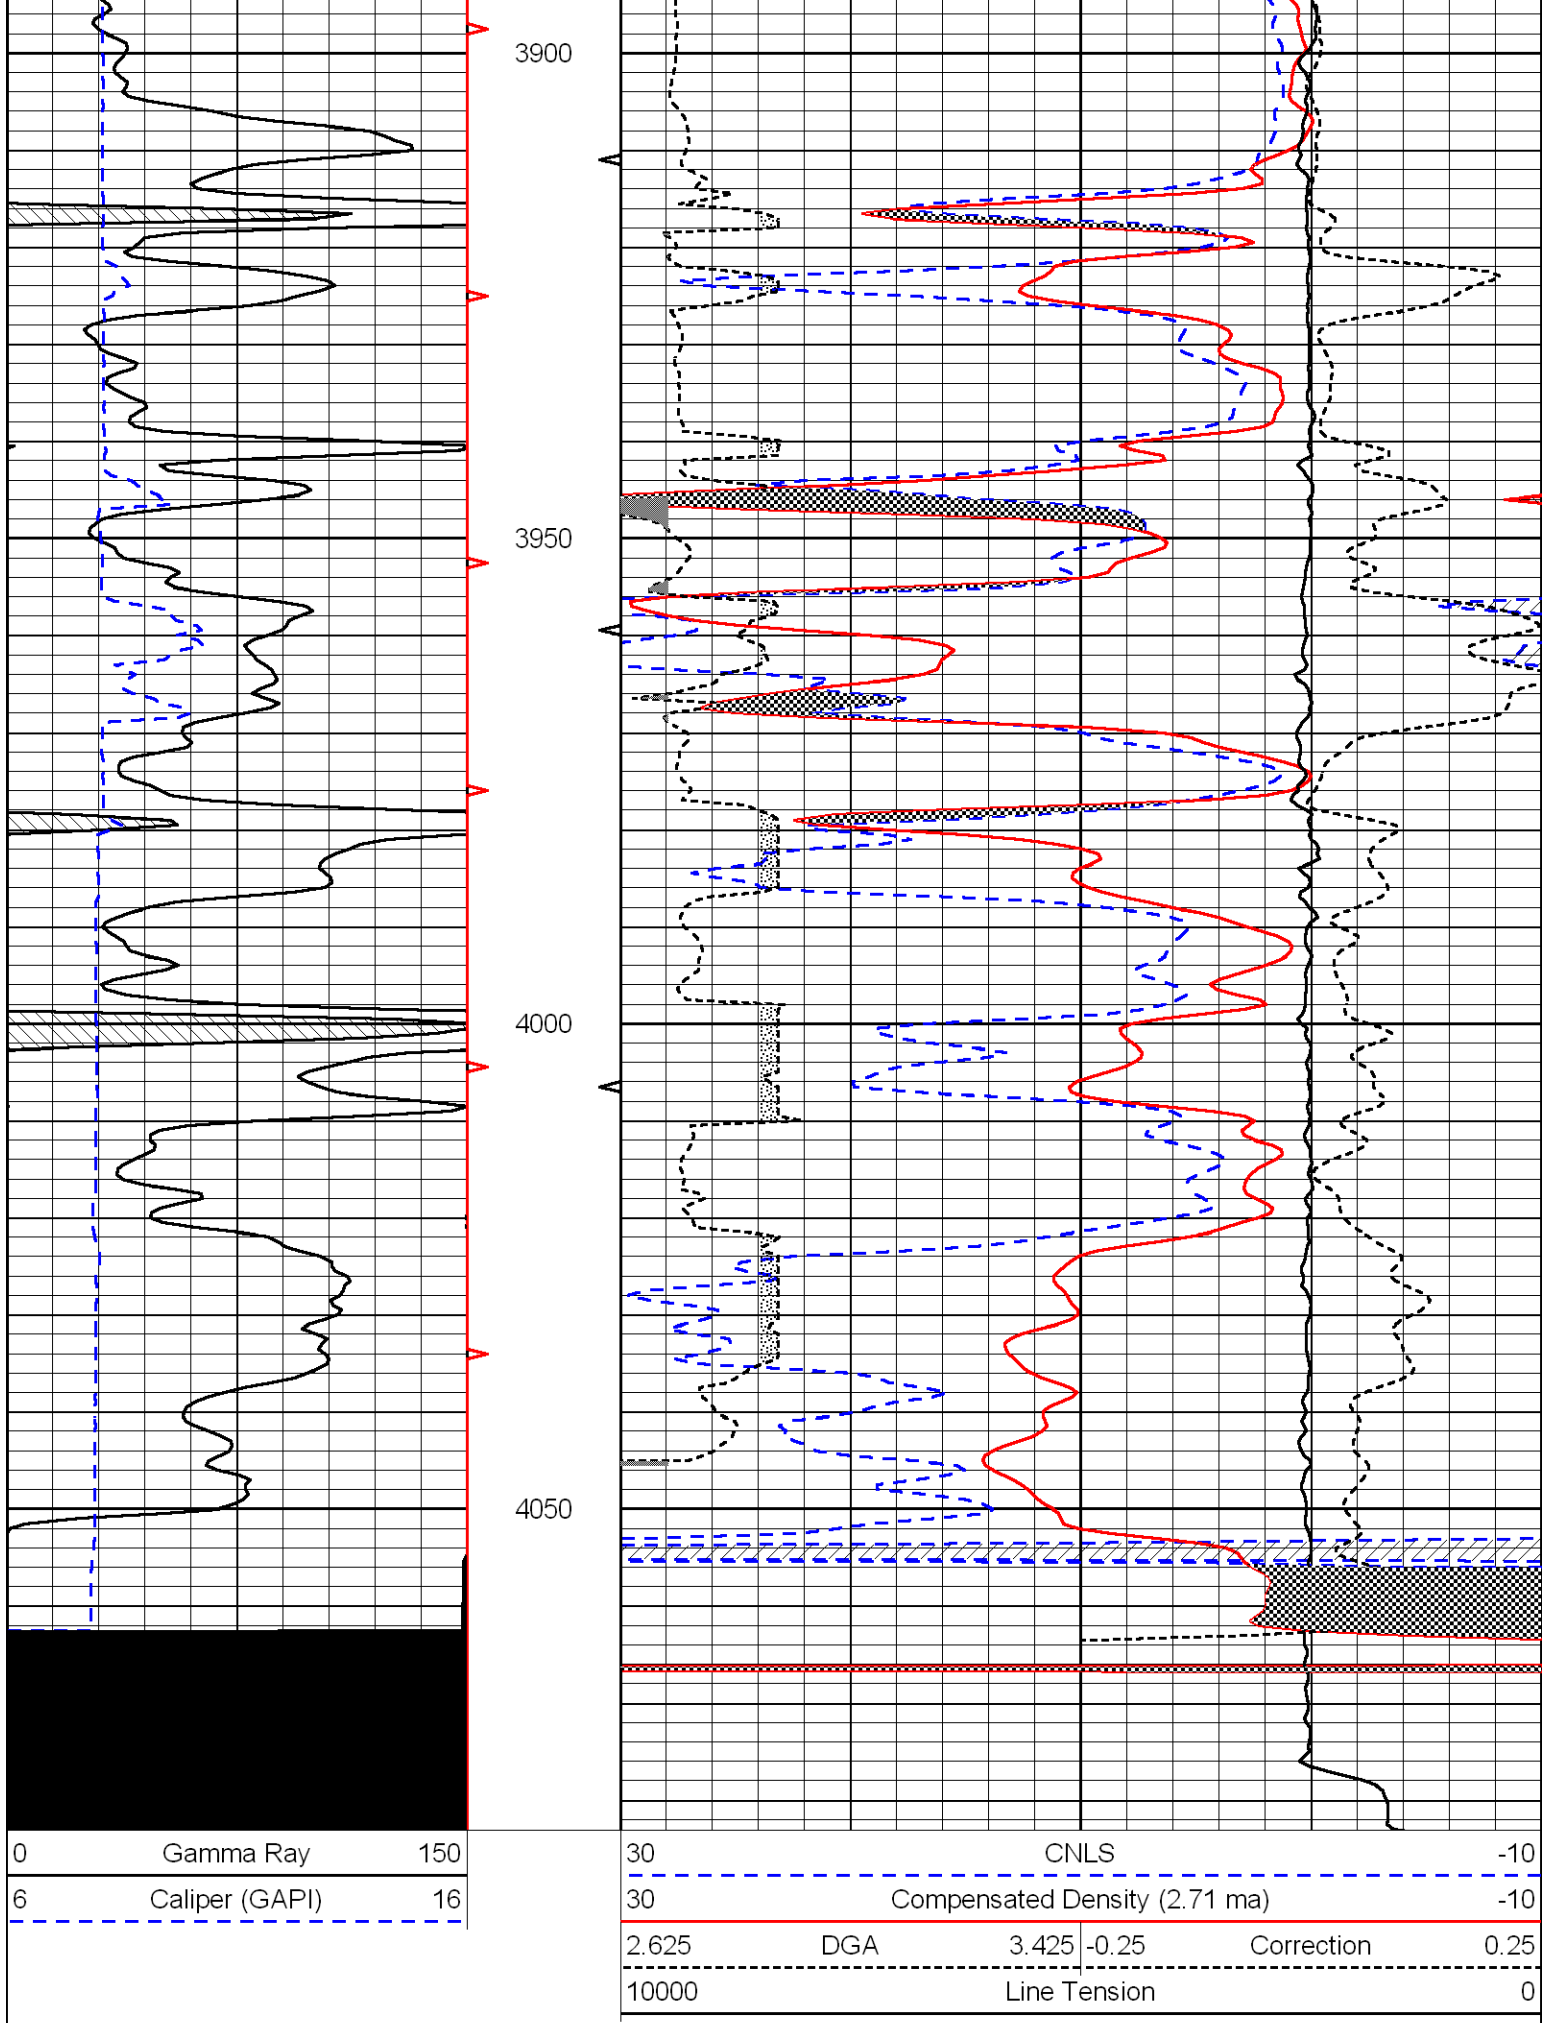 3900
3950
4000
4050
0 Gamma Ray 150
6 Caliper (GAPI) 16
30 CNLS -10
30 Compensated Density (2.71 ma) -10
2.625 DGA 3.425 -0.25 Correction 0.25
10000 Line Tension 0